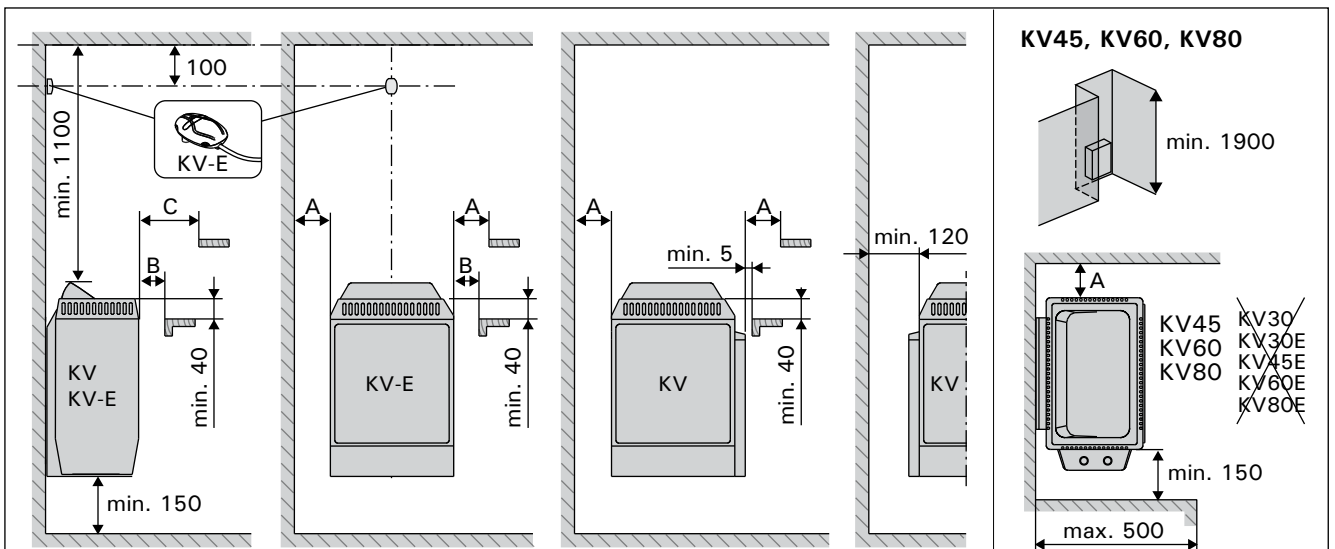 100
min. 1100
KV-E
C
B
KV
KV-E
min. 40
min. 150
A
A
B
KV-E
min. 40
A
A
min. 5
KV
min. 40
min. 120
KV
KV45, KV60, KV80
min. 1900
A
KV45
KV60
KV80
KV30
KV30E
KV45E
KV60E
KV80E
min. 150
max. 500